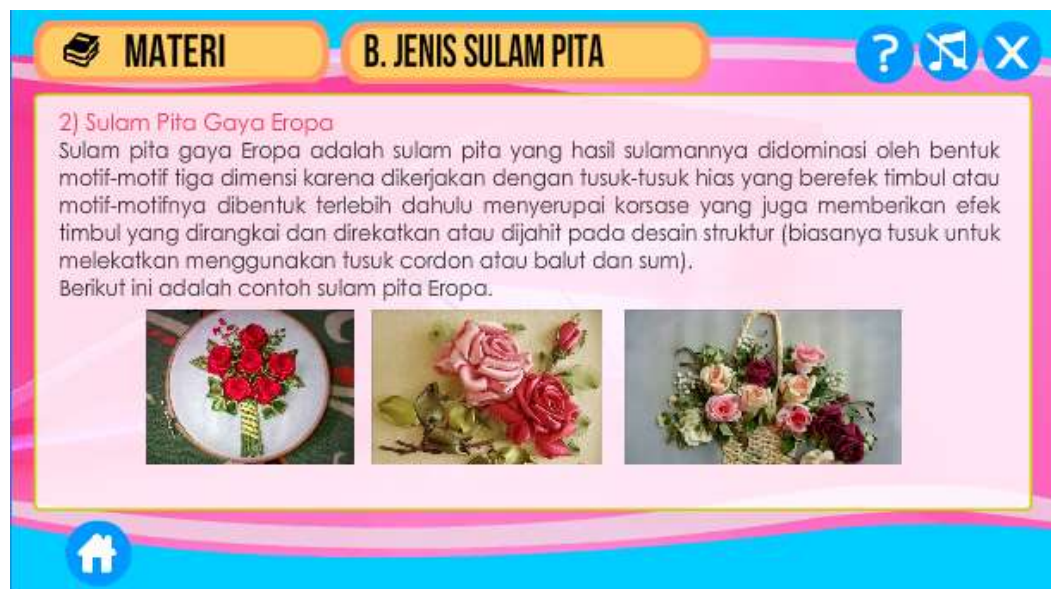 MATERI
B. JENIS SULAM PITA
?
X
2) Sulam Pita Gaya Eropa
Sulam pita gaya Eropa adalah sulam pita yang hasil sulamannya didominasi oleh bentuk
motif-motif tiga dimensi karena dikerjakan dengan tusuk-tusuk hias yang berefek timbul atau
motif-motifnya dibentuk terlebih dahulu menyerupai korsase yang juga memberikan efek
timbul yang dirangkai dan direkatkan atau dijahit pada desain struktur (biasanya tusuk untuk
melekatkan menggunakan tusuk cordon atau balut dan sum).
Berikut ini adalah contoh sulam pita Eropa.